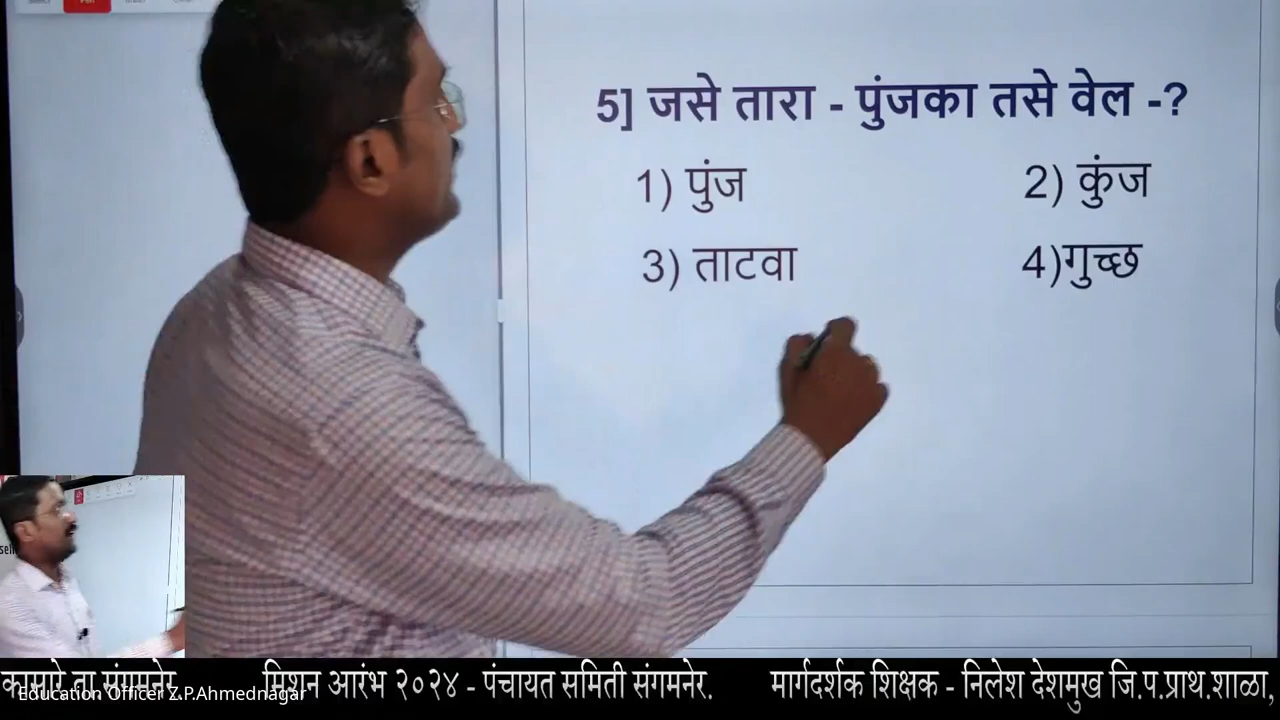 5] जसे तारा - पुंजका तसे वेल -?
1) पुंज
2) कुंज
3) ताटवा
4)गुच्छ
कासारे ता संगमनेर. मिशन आरंभ २०२४ - पंचायत समिती संगमनेर. मार्गदर्शक शिक्षक - निलेश देशमुख जि.प.प्राथ.शाळा,
Education Officer Z.P.Ahmednagar